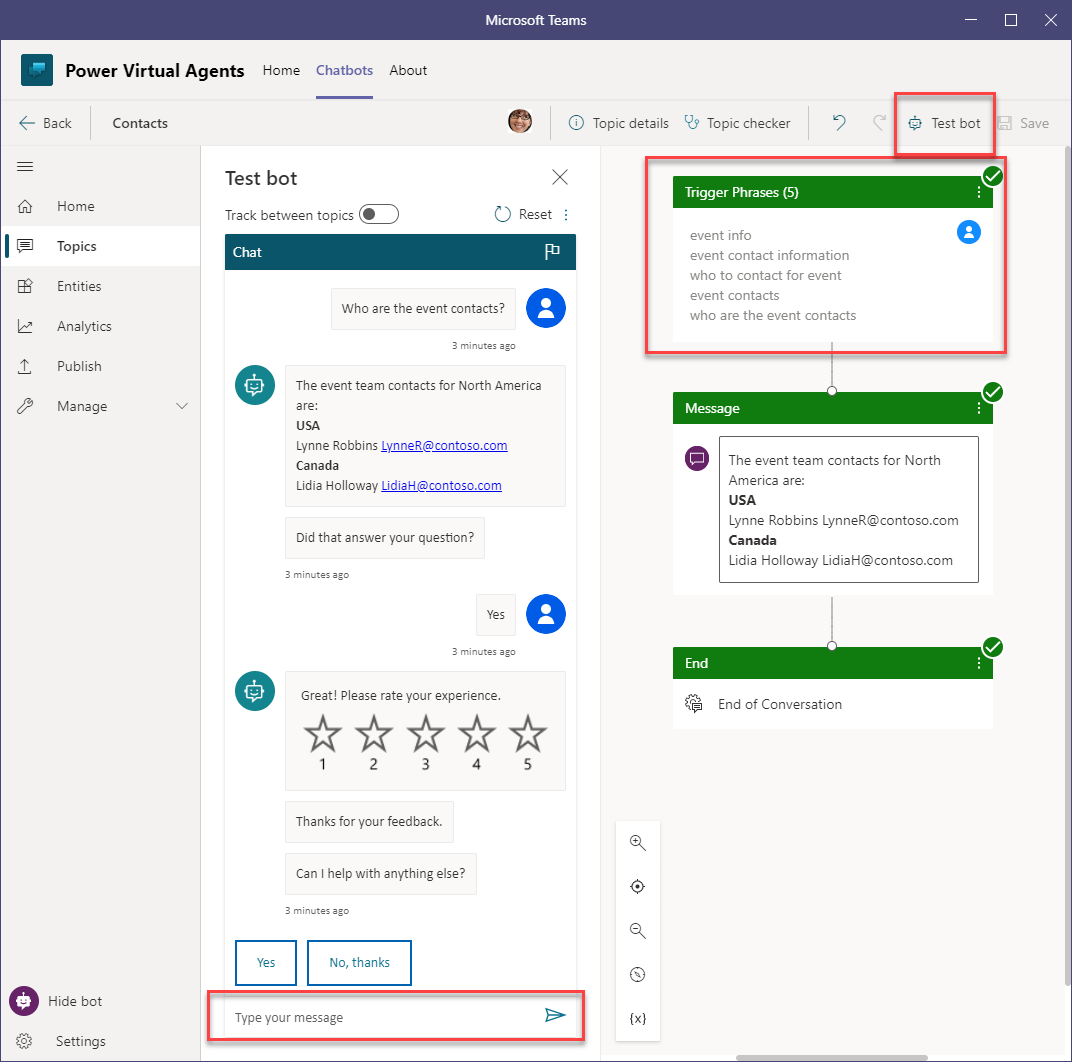 Microsoft Teams
Power Virtual Agents
Home
Chatbots
About
Back
Contacts
Topic details
Topic checker
Test bot
Save
Home
Topics
Entities
Analytics
Publish
Manage
Hide bot
Settings
Test bot
Track between topics
Reset
Chat
Who are the event contacts?
3 minutes ago
The event team contacts for North America
are:
USA
Lynne Robbins LynneR@contoso.com
Canada
Lidia Holloway LidiaH@contoso.com
Did that answer your question?
3 minutes ago
Yes
3 minutes ago
Great! Please rate your experience.
1 2 3 4 5
Thanks for your feedback.
Can I help with anything else?
3 minutes ago
Yes
No, thanks
Type your message
Trigger Phrases (5)
event info
event contact information
who to contact for event
event contacts
who are the event contacts
Message
The event team contacts for North
America are:
USA
Lynne Robbins LynneR@contoso.com
Canada
Lidia Holloway LidiaH@contoso.com
End
End of Conversation
{x}